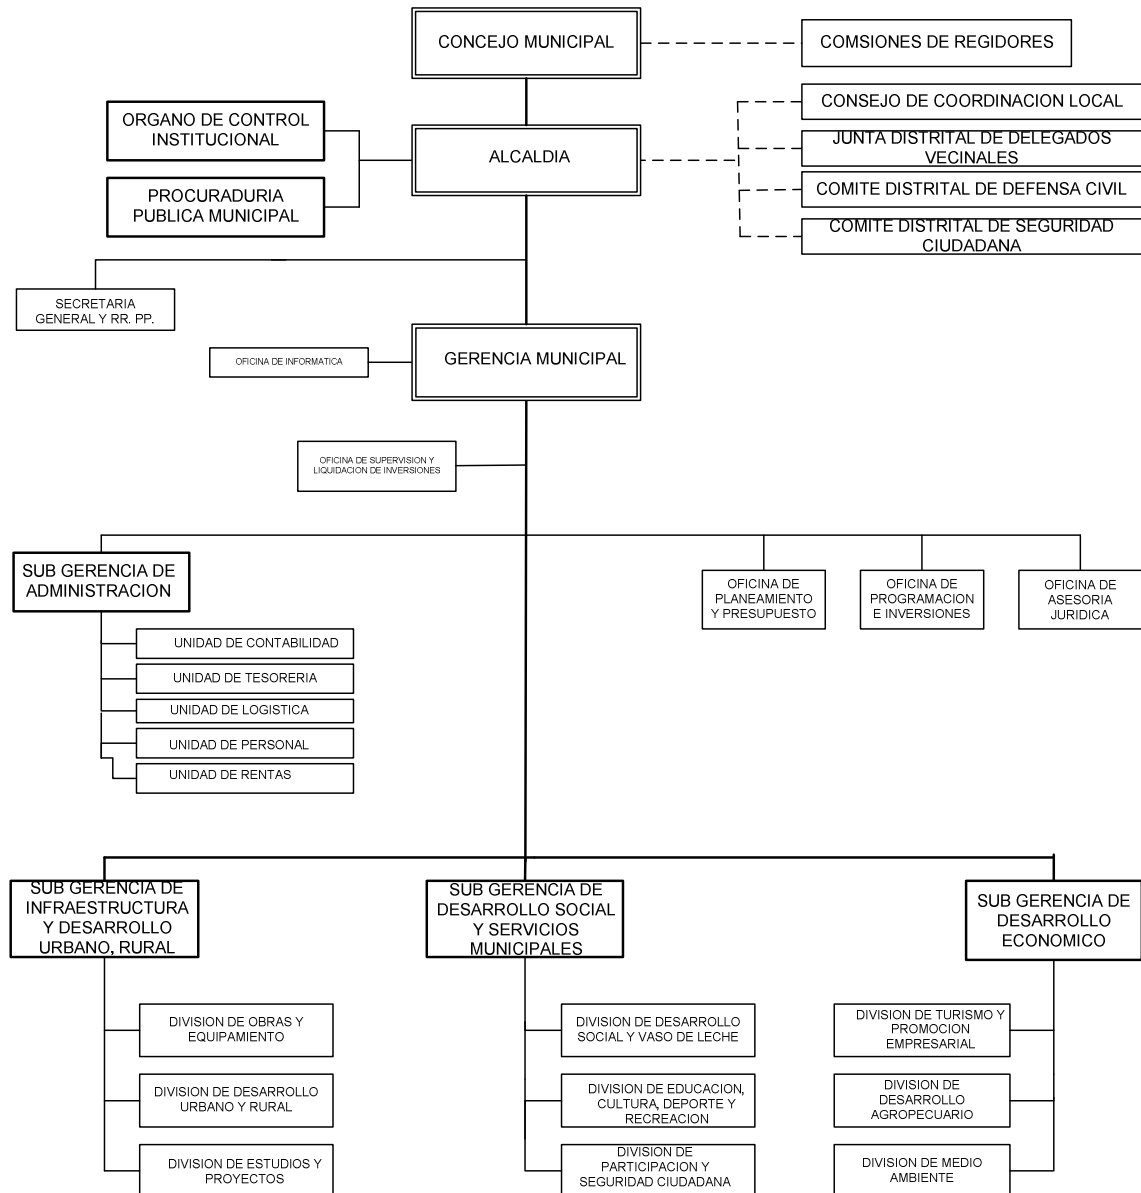 CONCEJO MUNICIPAL
COMSIONES DE REGIDORES
ORGANO DE CONTROL
INSTITUCIONAL
PROCURADURIA
PUBLICA MUNICIPAL
ALCALDIA
CONSEJO DE COORDINACION LOCAL
JUNTA DISTRITAL DE DELEGADOS
VECINALES
COMITE DISTRITAL DE DEFENSA CIVIL
COMITE DISTRITAL DE SEGURIDAD
CIUDADANA
SECRETARIA
GENERAL Y RR. PP.
OFICINA DE INFORMATICA
GERENCIA MUNICIPAL
OFICINA DE SUPERVISION Y
LIQUIDACION DE INVERSIONES
SUB GERENCIA DE
ADMINISTRACION
OFICINA DE
PLANEAMIENTO
Y PRESUPUESTO
OFICINA DE
PROGRAMACION
E INVERSIONES
OFICINA DE
ASESORIA
JURIDICA
UNIDAD DE CONTABILIDAD
UNIDAD DE TESORERIA
UNIDAD DE LOGISTICA
UNIDAD DE PERSONAL
UNIDAD DE RENTAS
SUB GERENCIA DE
INFRAESTRUCTURA
Y DESARROLLO
URBANO, RURAL
DIVISION DE OBRAS Y
EQUIPAMIENTO
DIVISION DE DESARROLLO
URBANO Y RURAL
DIVISION DE ESTUDIOS Y
PROYECTOS
SUB GERENCIA DE
DESARROLLO SOCIAL
Y SERVICIOS
MUNICIPALES
DIVISION DE DESARROLLO
SOCIAL Y VASO DE LECHE
DIVISION DE EDUCACION,
CULTURA, DEPORTE Y
RECREACION
DIVISION DE
PARTICIPACION Y
SEGURIDAD CIUDADANA
SUB GERENCIA DE
DESARROLLO
ECONOMICO
DIVISION DE TURISMO Y
PROMOCION
EMPRESARIAL
DIVISION DE
DESARROLLO
AGROPECUARIO
DIVISION DE MEDIO
AMBIENTE